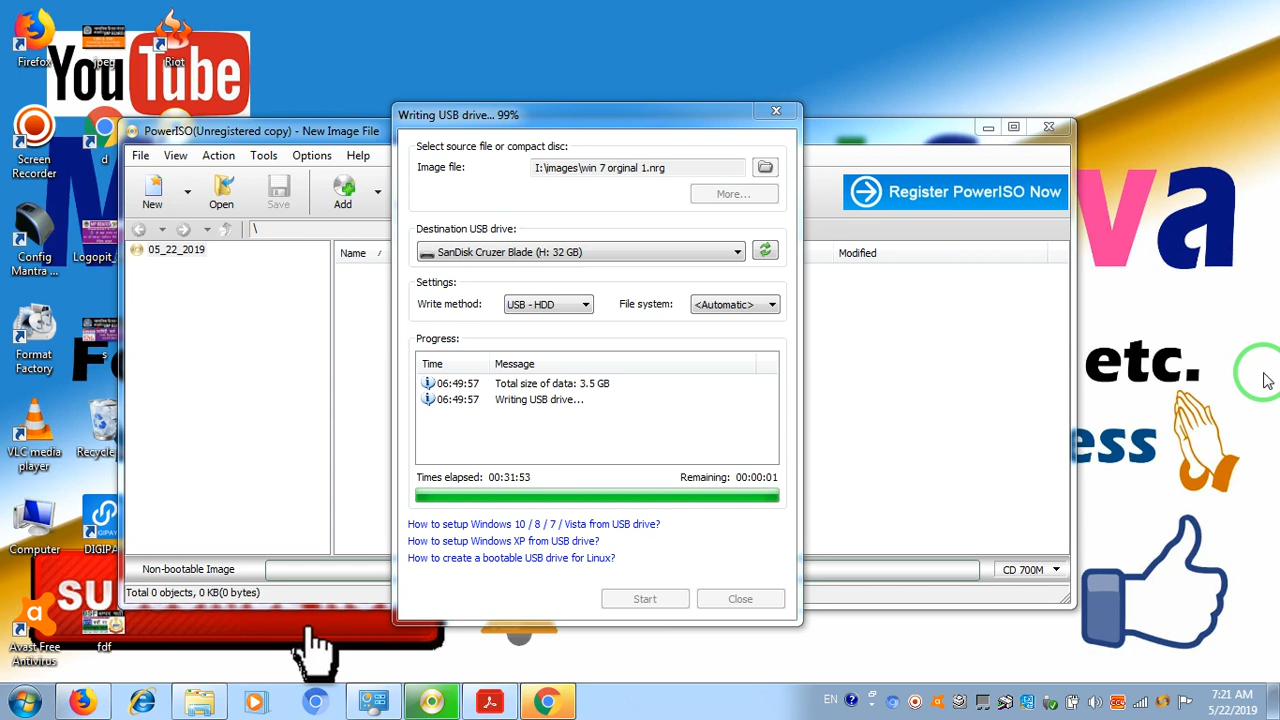 Firefox
jpeg
Riot
YouTube
Screen
Recorder
d
Config
Mantra ...
Logopit_...
Format
Factory
s
VLC media
player
Recycle
Computer
DIGIPA
Avast Free
Antivirus
fdf
va
etc.
ess
PowerISO(Unregistered copy) - New Image File
File View Action Tools Options Help
New
Open
Save
Add
Register PowerISO Now
\
05_22_2019
Name
Modified
Non-bootable Image
CD 700M
Total 0 objects, 0 KB(0 bytes)
Writing USB drive... 99%
Select source file or compact disc:
Image file: I:\images\win 7 orginal 1.nrg
More...
Destination USB drive:
SanDisk Cruzer Blade (H: 32 GB)
Settings:
Write method: USB - HDD File system: <Automatic>
Progress:
Time Message
06:49:57 Total size of data: 3.5 GB
06:49:57 Writing USB drive...
Times elapsed: 00:31:53 Remaining: 00:00:01
How to setup Windows 10 / 8 / 7 / Vista from USB drive?
How to setup Windows XP from USB drive?
How to create a bootable USB drive for Linux?
Start Close
EN
7:21 AM
5/22/2019